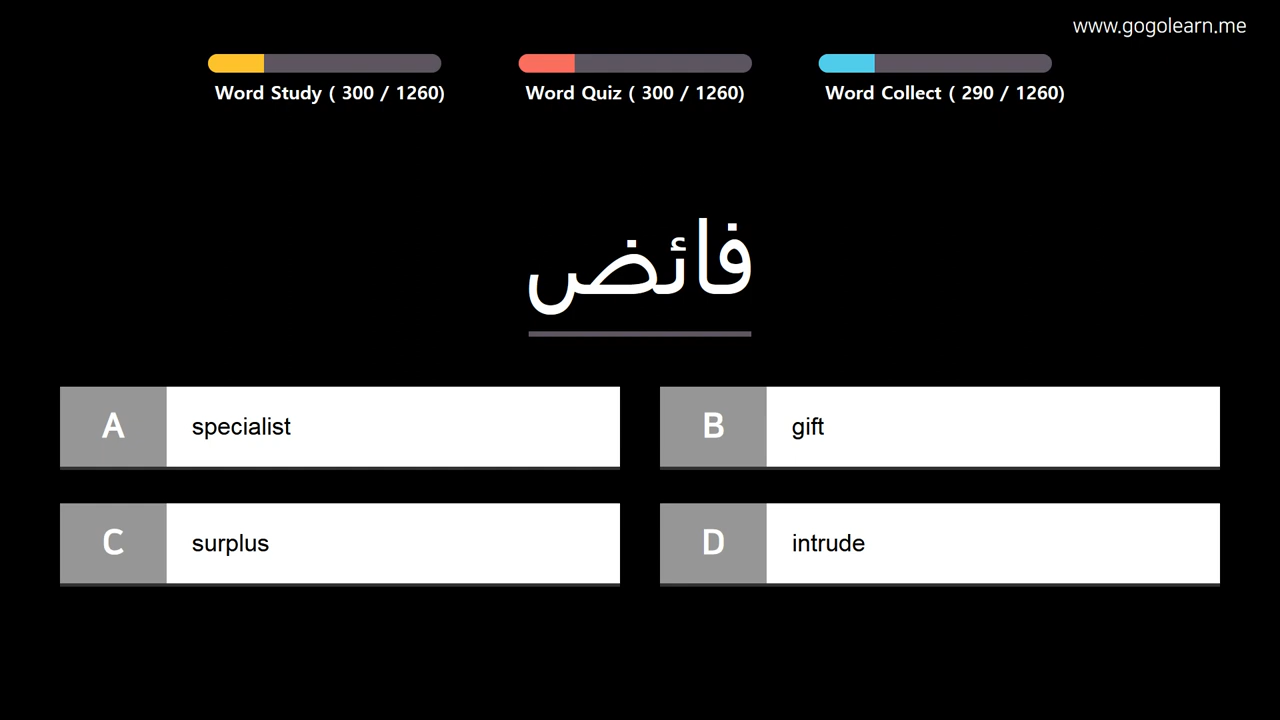 www.gogolearn.me
Word Study ( 300 / 1260)
Word Quiz ( 300 / 1260)
Word Collect ( 290 / 1260)
فائض
A specialist
B gift
C surplus
D intrude